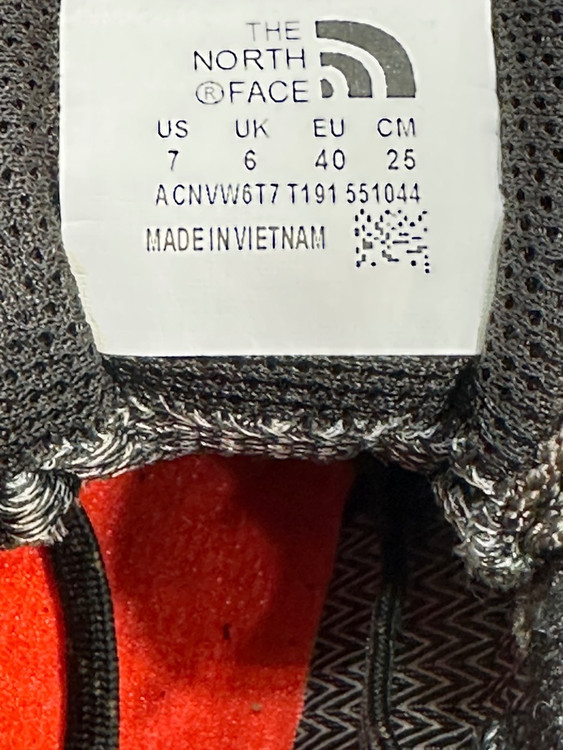 THE
NORTH
®FACE
US UK EU CM
7 6 40 25
ACNVW6T7 T191 551044
MADE IN VIETNAM